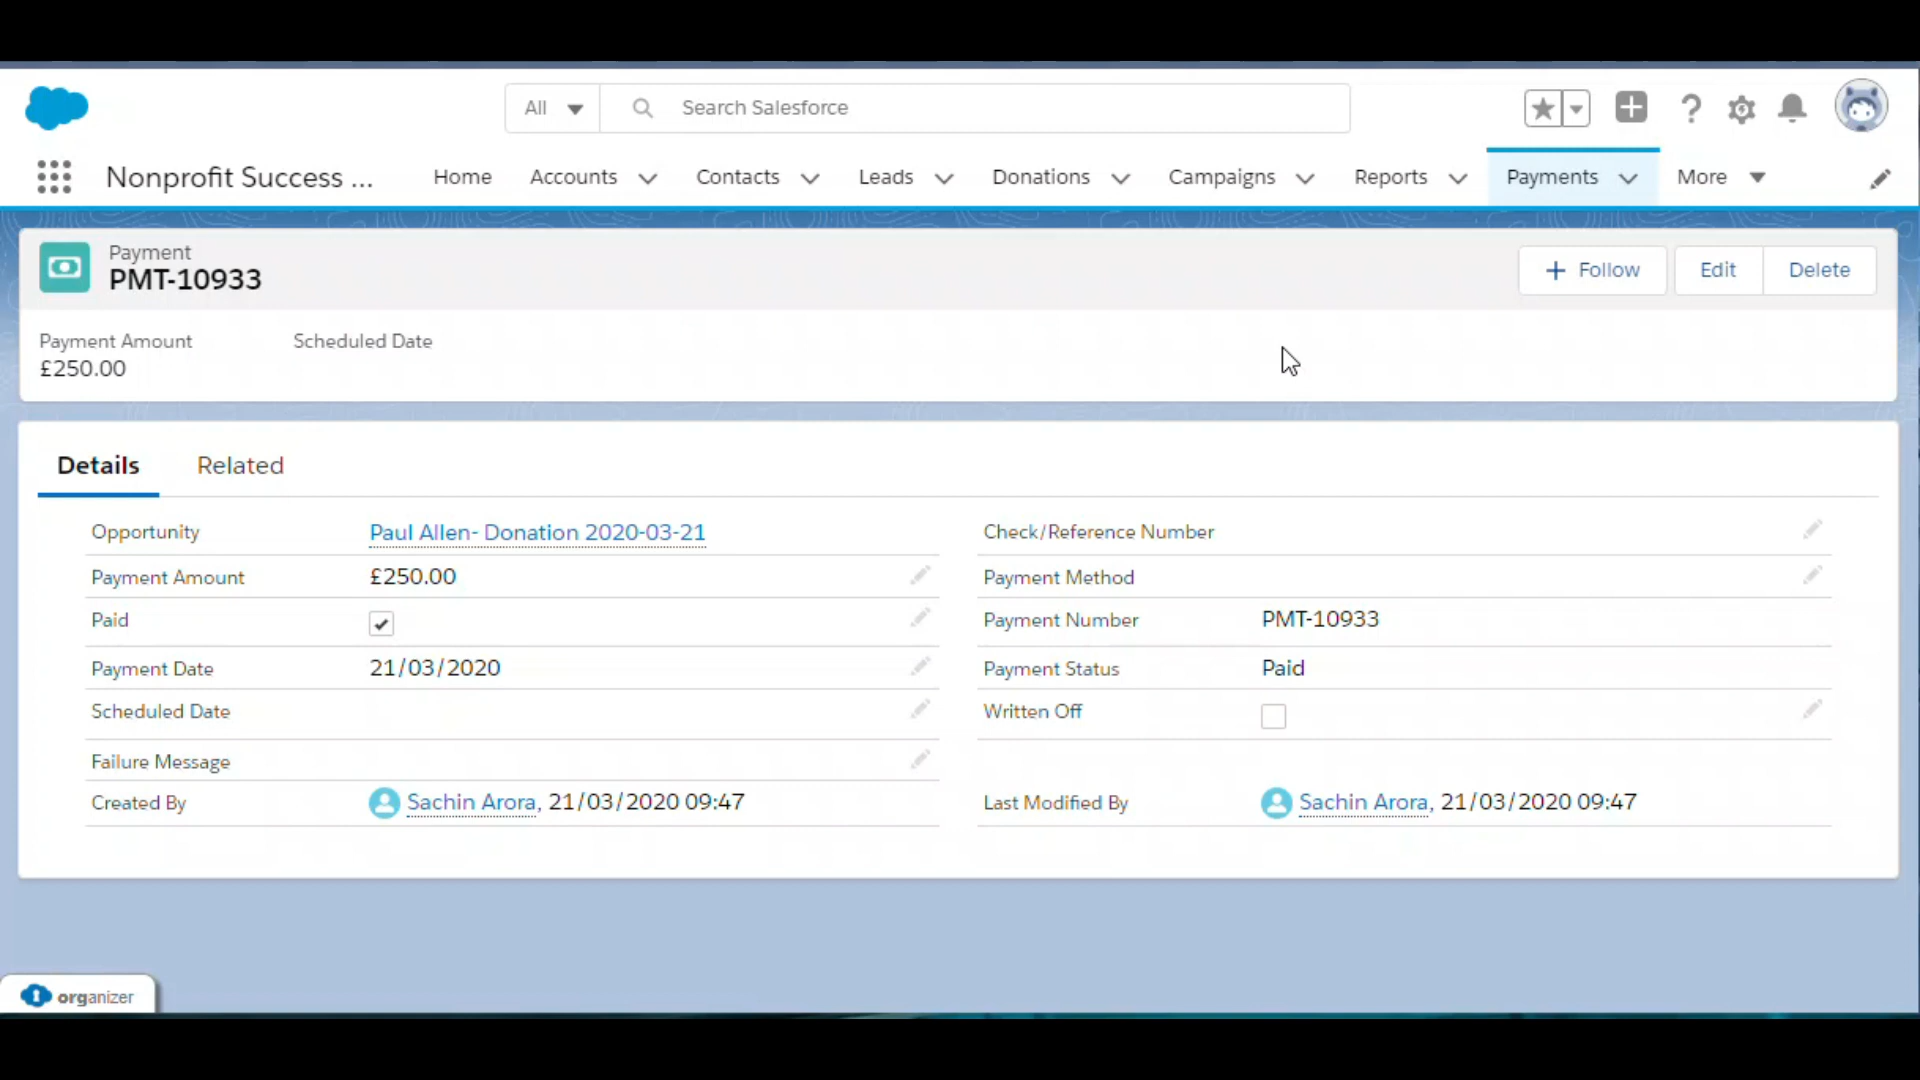 All Search Salesforce
Nonprofit Success ... Home Accounts Contacts Leads Donations Campaigns Reports Payments More
Payment
PMT-10933
+ Follow Edit Delete
Payment Amount Scheduled Date
£250.00
Details Related
Opportunity Paul Allen- Donation 2020-03-21 Check/Reference Number
Payment Amount £250.00 Payment Method
Paid Payment Number PMT-10933
Payment Date 21/03/2020 Payment Status Paid
Scheduled Date Written Off
Failure Message
Created By Sachin Arora, 21/03/2020 09:47 Last Modified By Sachin Arora, 21/03/2020 09:47
organizer